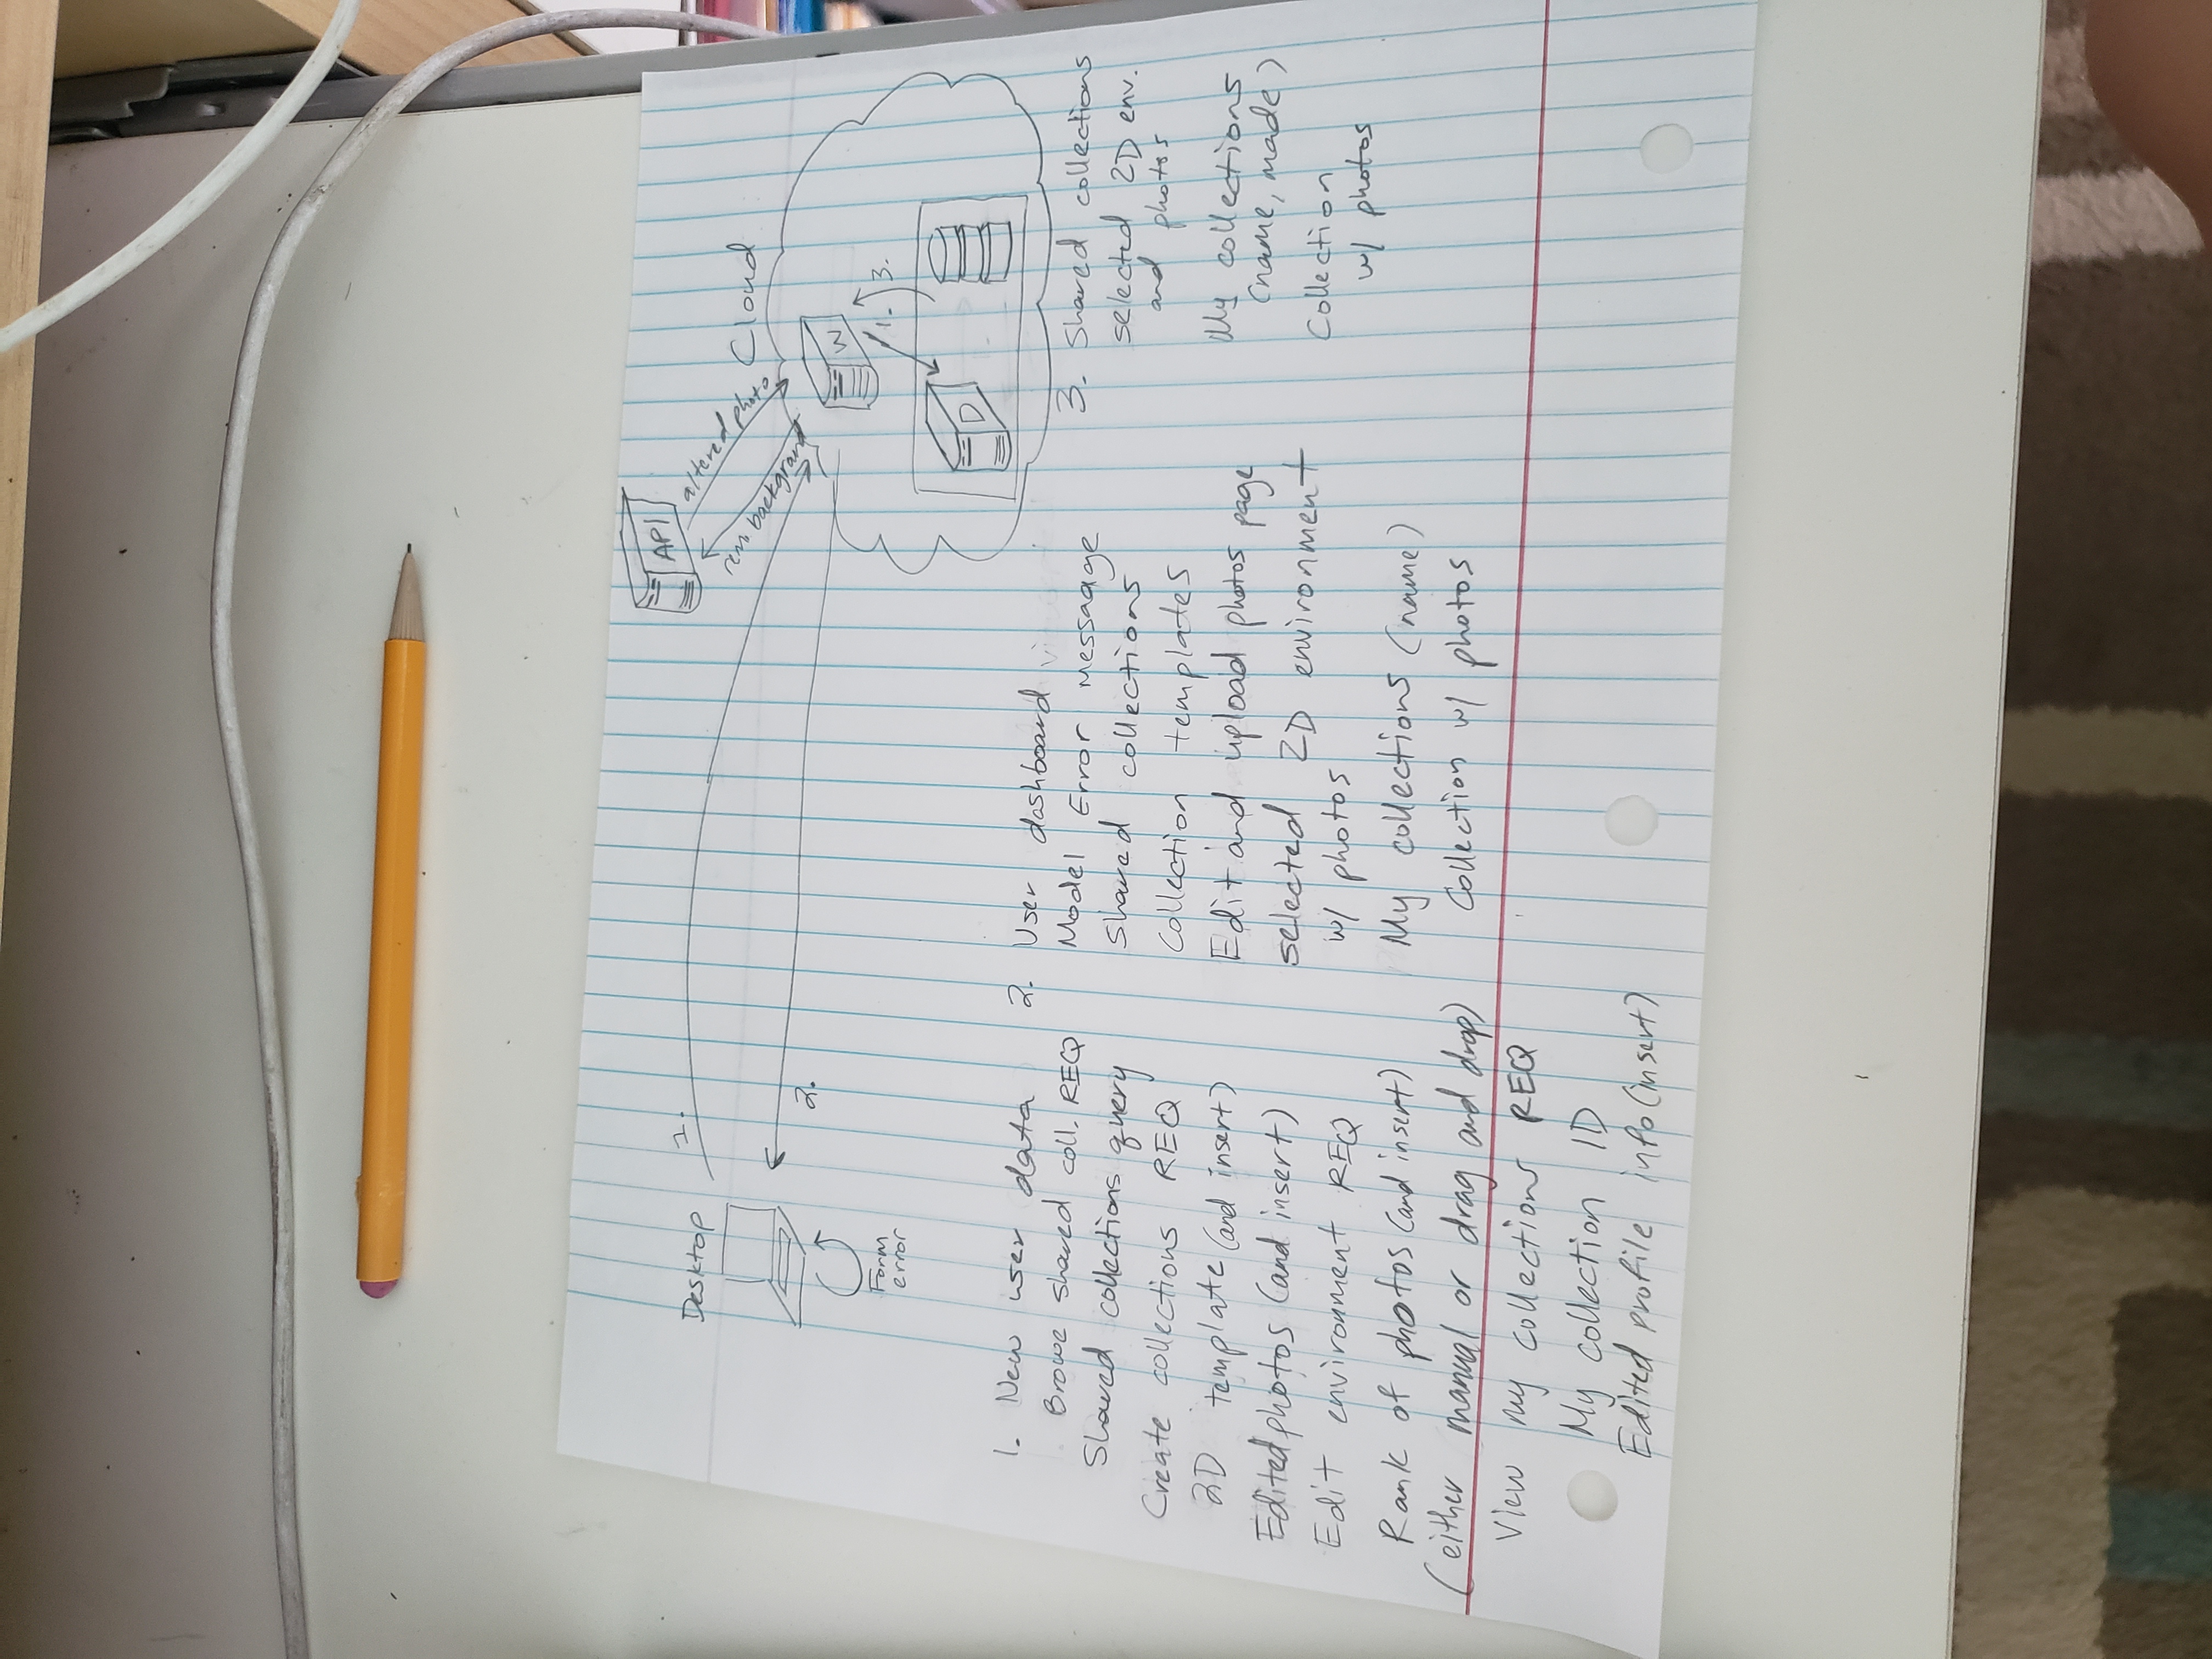 API
Desktop
1.
altered photo
rem. background
Cloud
2.
W
Form
error
1.
3.
D
1. New user data
Browe shared coll. REQ
Shared collections query
Create collections REQ
2D template (and insert)
Edited photos (and insert)
Edit environment REQ
Rank of photos (and insert)
(either manual or drag and drop)
View my collections REQ
My collection ID
Edited profile info (insert)
2. User dashboard
Model Error Messaage
Shared collections
Collection templates
Edit and upload photos page
selected 2D environment
w/ photos
My collections (name)
Collection w/ photos
3. Shared collections
selected 2D env.
and photos
My collections
(name, made)
Collection
w/ photos